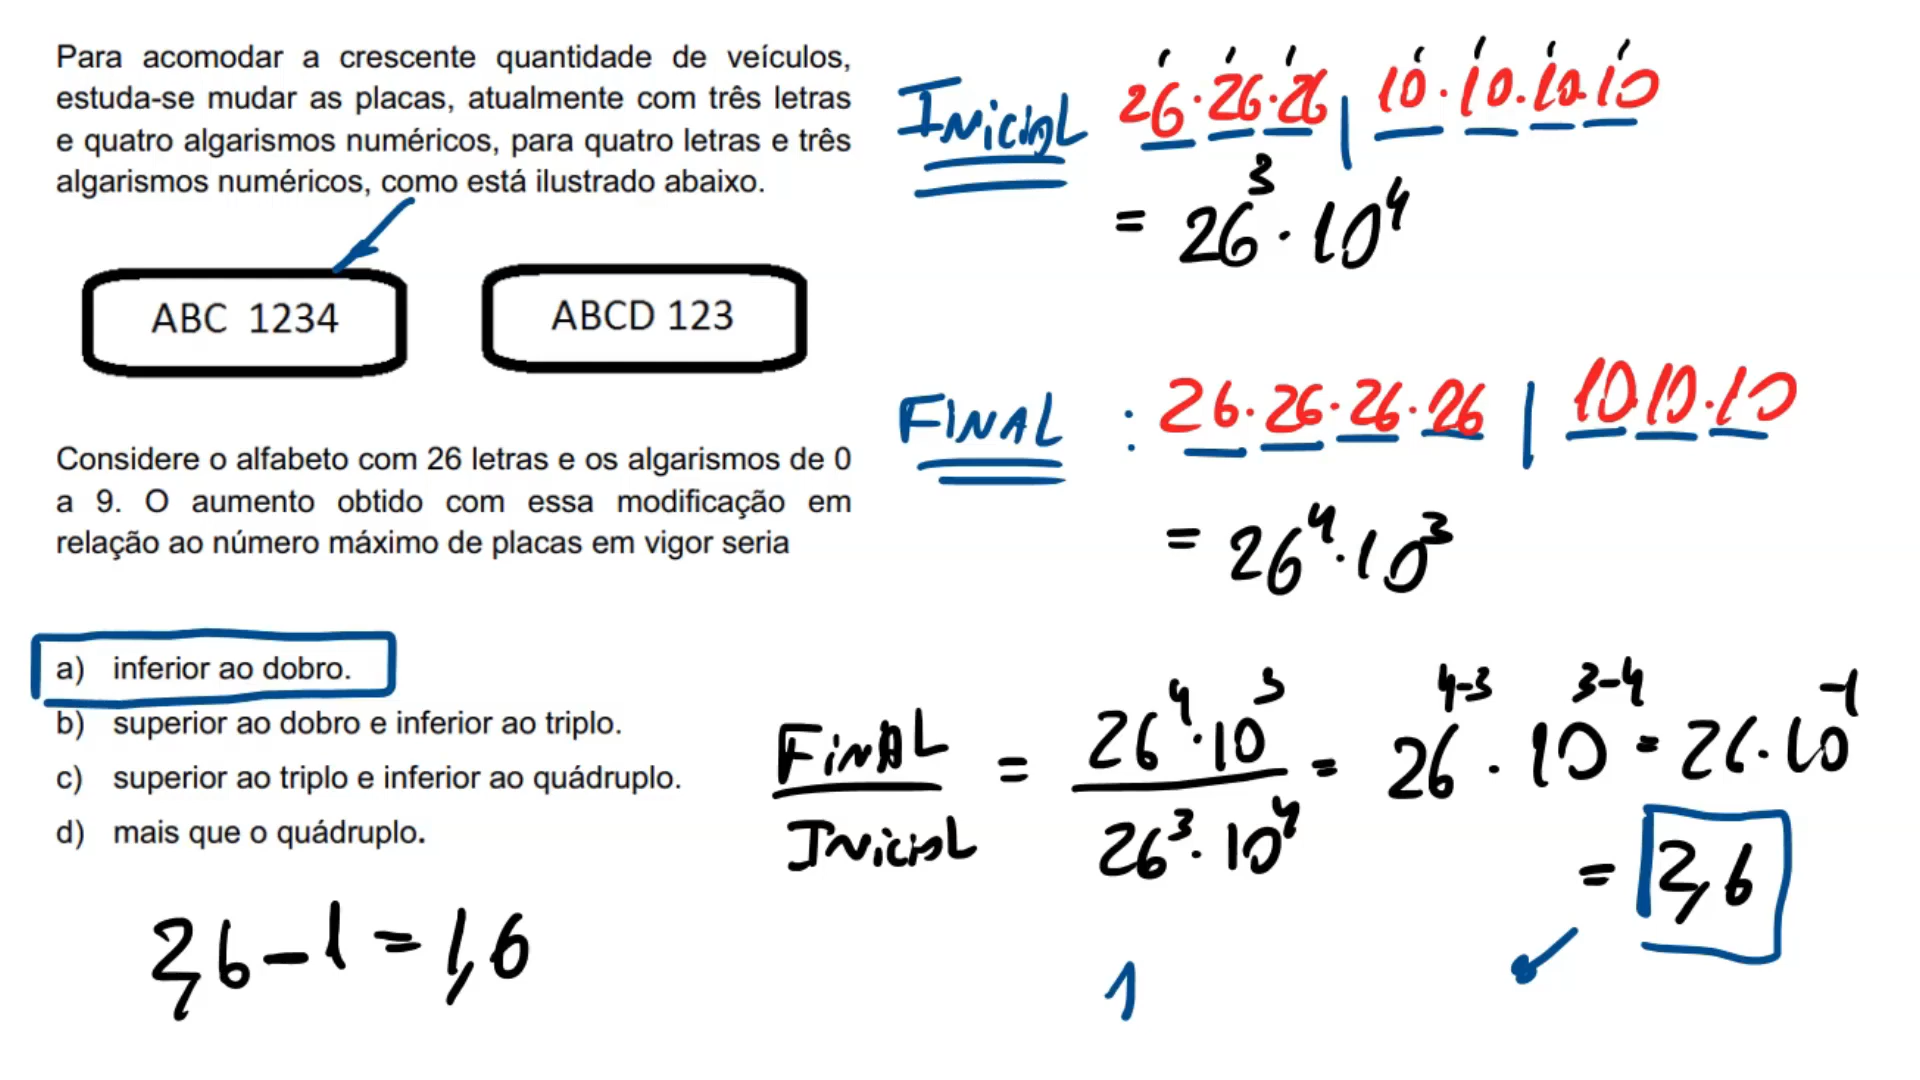 Para acomodar a crescente quantidade de veículos,
estuda-se mudar as placas, atualmente com três letras
e quatro algarismos numéricos, para quatro letras e três
algarismos numéricos, como está ilustrado abaixo.
ABC 1234
ABCD 123
Considere o alfabeto com 26 letras e os algarismos de 0
a 9. O aumento obtido com essa modificação em
relação ao número máximo de placas em vigor seria
a) inferior ao dobro.
b) superior ao dobro e inferior ao triplo.
c) superior ao triplo e inferior ao quádruplo.
d) mais que o quádruplo.
2,6 - 1 = 1,6
INICIAL 26 · 26 · 26 | 10 · 10 · 10 · 10
= 26³ · 10⁴
FINAL : 26 · 26 · 26 · 26 | 10 · 10 · 10
= 26⁴ · 10³
FINAL / INICIAL = 26⁴ · 10³ / 26³ · 10⁴ = 26⁴⁻³ · 10³⁻⁴ = 26 · 10⁻¹
= 2,6
1